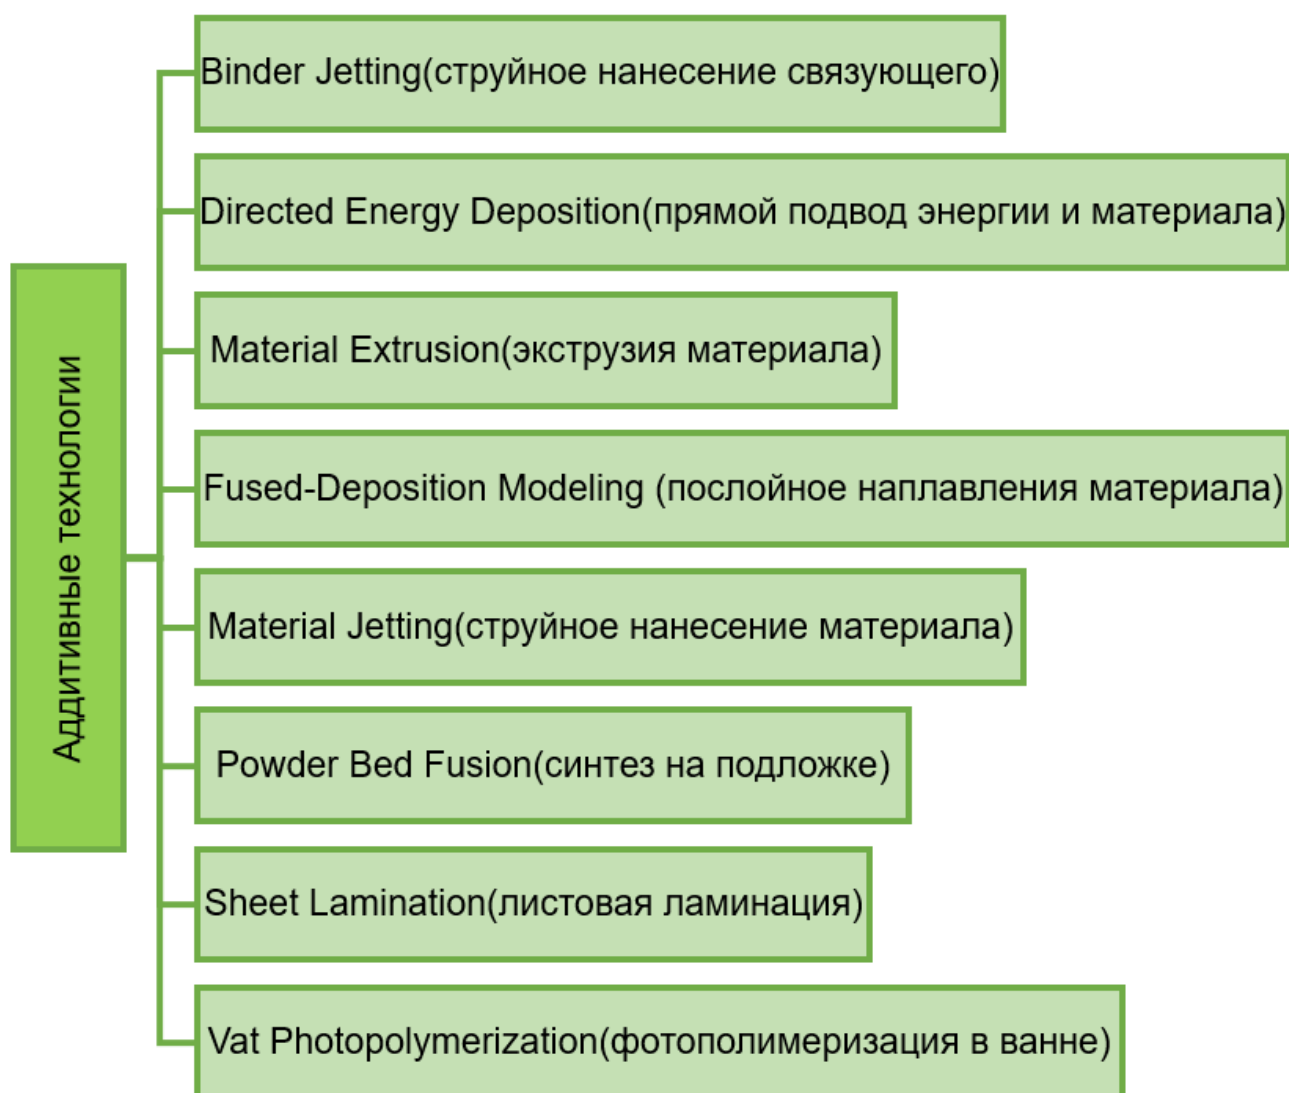 Аддитивные технологии
Binder Jetting(струйное нанесение связующего)
Directed Energy Deposition(прямой подвод энергии и материала)
Material Extrusion(экструзия материала)
Fused-Deposition Modeling (послойное наплавления материала)
Material Jetting(струйное нанесение материала)
Powder Bed Fusion(синтез на подложке)
Sheet Lamination(листовая ламинация)
Vat Photopolymerization(фотополимеризация в ванне)